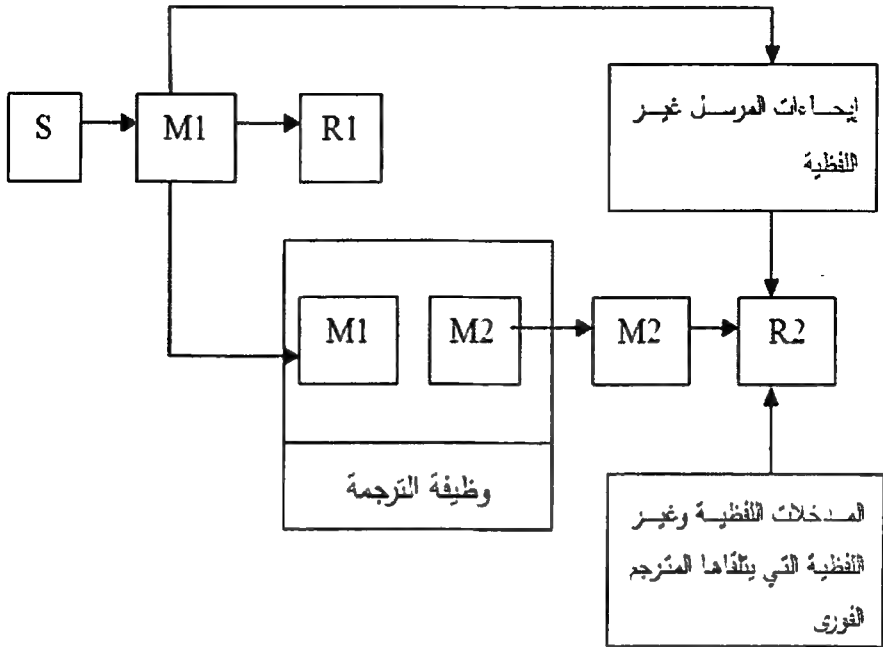 S
M1
R1
إيحاءات المرسل غير
اللفظية
M1
M2
M2
R2
وظيفة الترجمة
المدخلات اللفظية وغير
اللفظية التي يتلقاها المترجم
الفورى